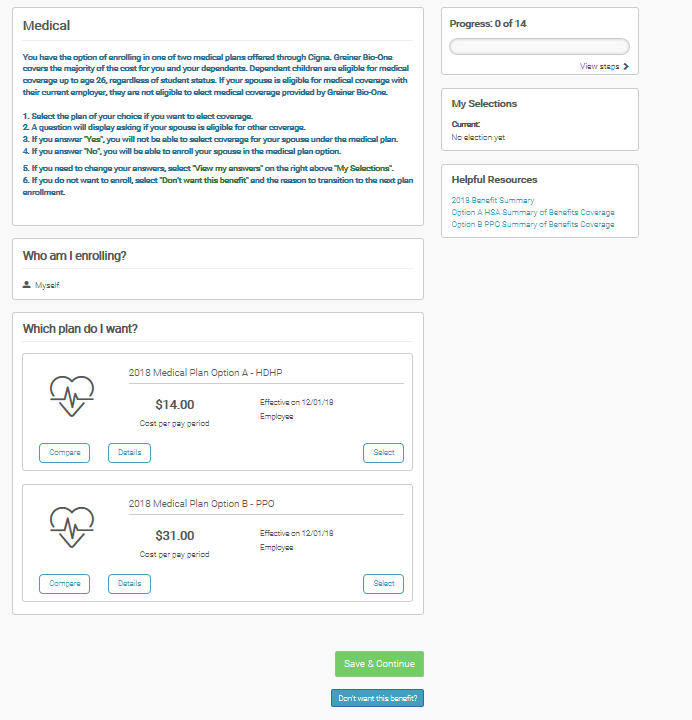 Medical
You have the option of enrolling in one of two medical plans offered through Cigna. Greiner Bio-One
covers the majority of the cost for you and your dependents. Dependent children are eligible for medical
coverage up to age 26, regardless of student status. If your spouse is eligible for medical coverage with
their current employer, they are not eligible to elect medical coverage provided by Greiner Bio-One.
1. Select the plan of your choice if you want to elect coverage.
2. A question will display asking if your spouse is eligible for other coverage.
3. If you answer "Yes", you will not be able to select coverage for your spouse under the medical plan.
4. If you answer "No", you will be able to enroll your spouse in the medical plan option.
5. If you need to change your answers, select "View my answers" on the right above "My Selections".
6. If you do not want to enroll, select "Don't want this benefit" and the reason to transition to the next plan
enrollment.
Who am I enrolling?
Myself
Which plan do I want?
2018 Medical Plan Option A - HDHP
$14.00
Cost per pay period
Effective on 12/01/18
Employee
Compare
Details
Select
2018 Medical Plan Option B - PPO
$31.00
Cost per pay period
Effective on 12/01/18
Employee
Compare
Details
Select
Save & Continue
Don't want this benefit?
Progress: 0 of 14
View steps
My Selections
Current:
No election yet
Helpful Resources
2018 Benefit Summary
Option A HSA Summary of Benefits Coverage
Option B PPO Summary of Benefits Coverage